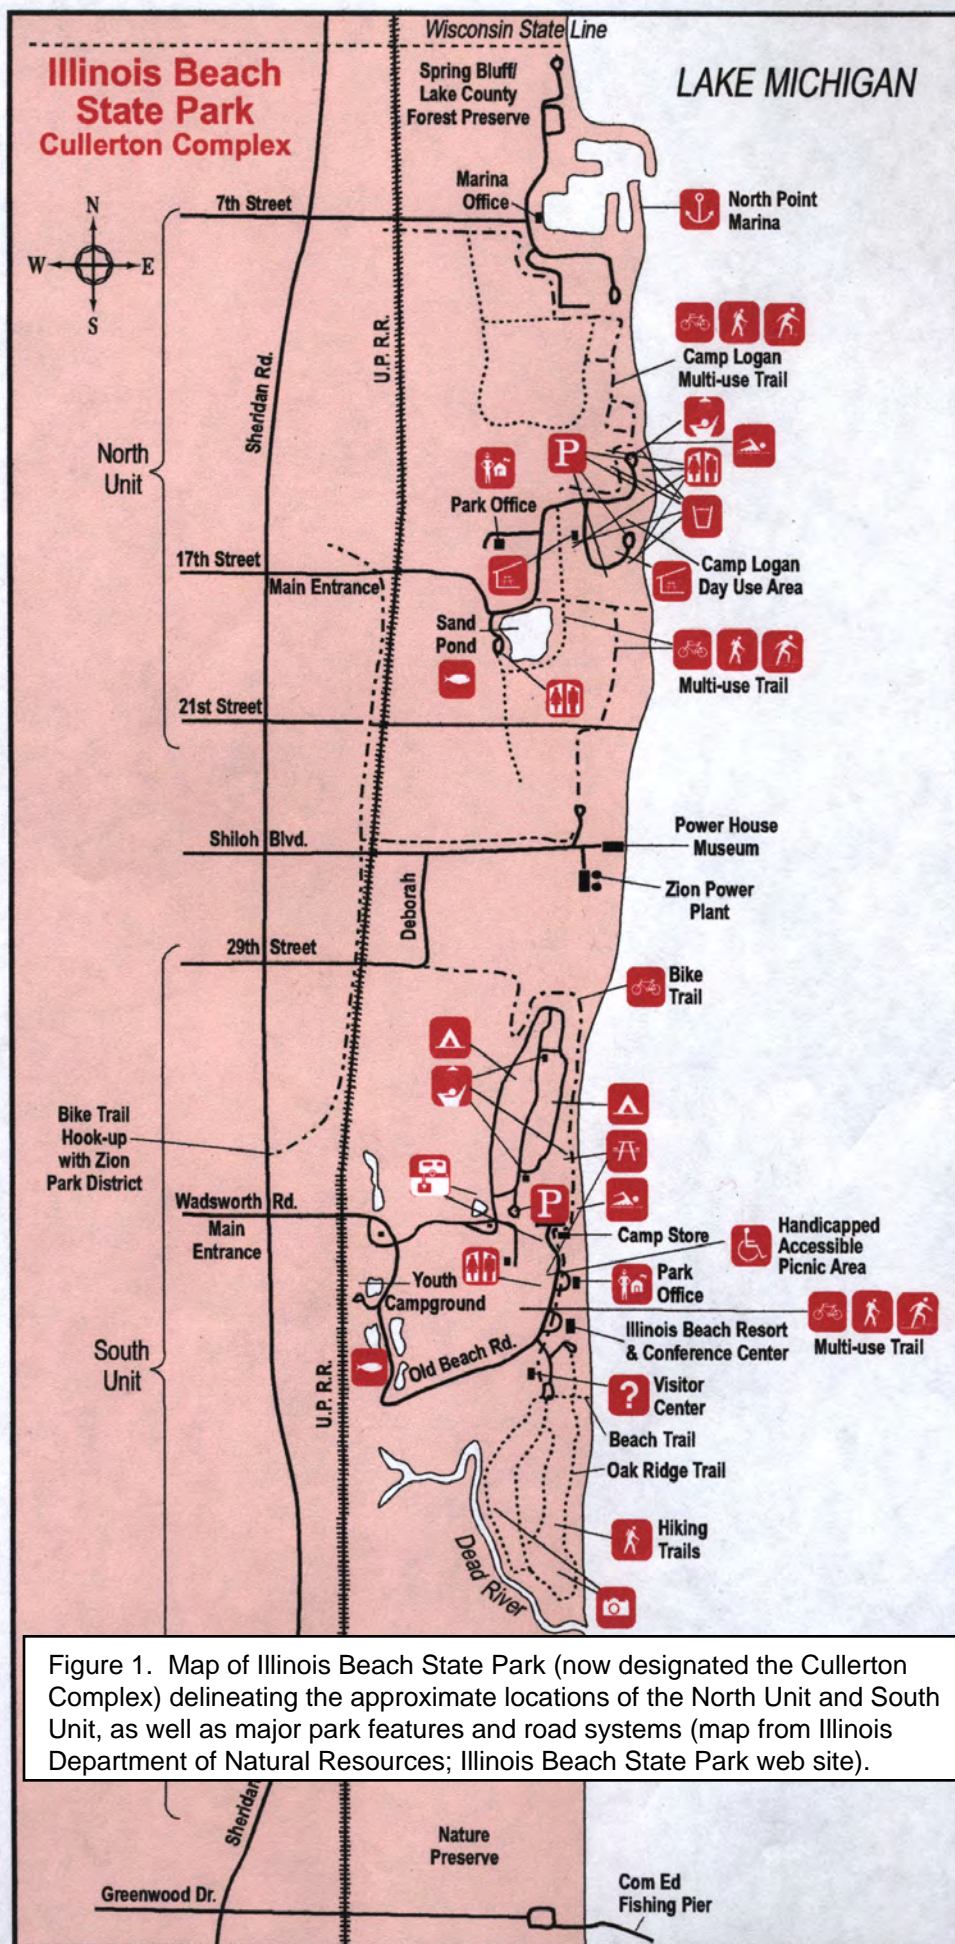 Wisconsin State Line
Illinois Beach
State Park
Cullerton Complex
Spring Bluff/
Lake County
Forest Preserve
LAKE MICHIGAN
Marina
Office
North Point
Marina
7th Street
N
W
E
S
U.P. R.R.
Sheridan Rd.
Camp Logan
Multi-use Trail
North
Unit
P
Park Office
17th Street
Main Entrance
Camp Logan
Day Use Area
Sand
Pond
Multi-use Trail
21st Street
Shiloh Blvd.
Power House
Museum
Deborah
Zion Power
Plant
29th Street
Bike
Trail
Bike Trail
Hook-up
with Zion
Park District
Wadsworth Rd.
Main
Entrance
P
Camp Store
Handicapped
Accessible
Picnic Area
Youth
Campground
Park
Office
Illinois Beach Resort
& Conference Center
Multi-use Trail
South
Unit
Old Beach Rd.
U.P. R.R.
?
Visitor
Center
Beach Trail
Oak Ridge Trail
Hiking
Trails
Dead River
Figure 1.  Map of Illinois Beach State Park (now designated the Cullerton
Complex) delineating the approximate locations of the North Unit and South
Unit, as well as major park features and road systems (map from Illinois
Department of Natural Resources; Illinois Beach State Park web site).
Sheridan
Nature
Preserve
Greenwood Dr.
Com Ed
Fishing Pier